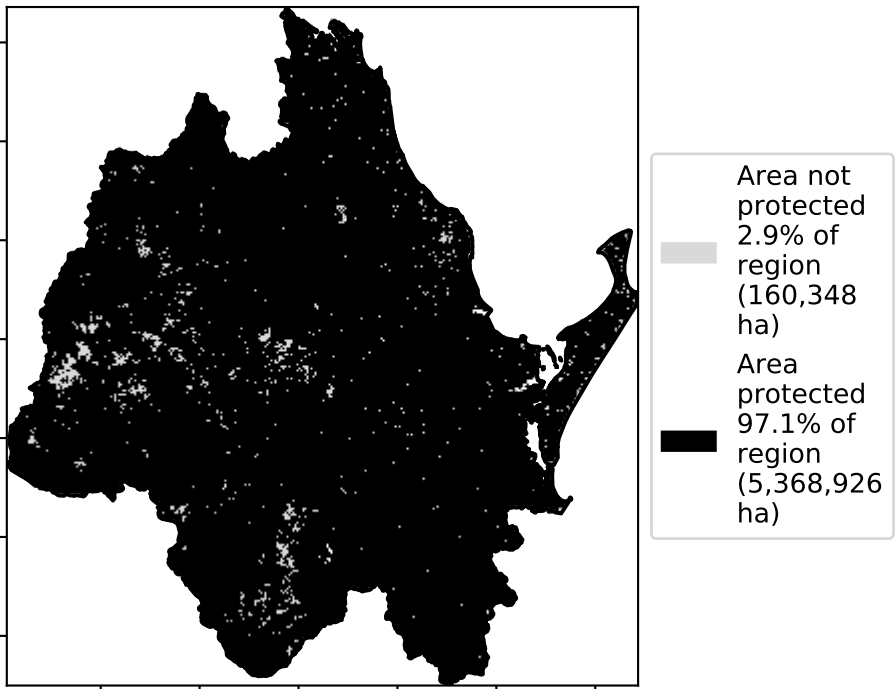 Area not
protected
2.9% of
region
(160,348
ha)
Area
protected
97.1% of
region
(5,368,926
ha)